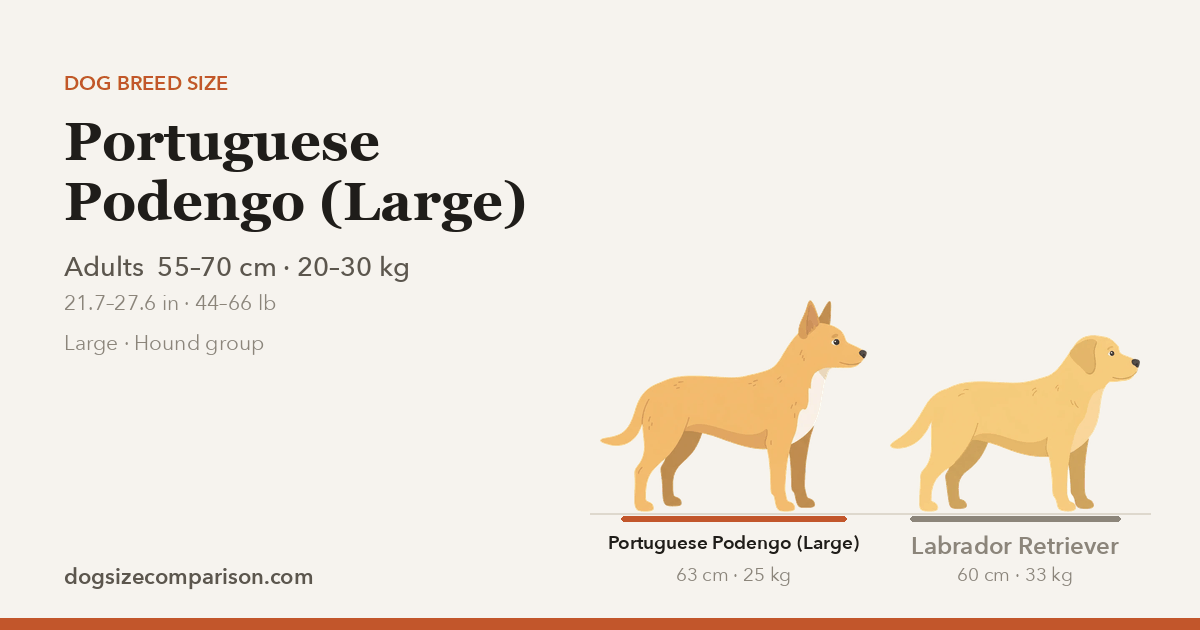 DOG BREED SIZE
Portuguese
Podengo (Large)
Adults 55–70 cm · 20–30 kg
21.7–27.6 in · 44–66 lb
Large · Hound group
Portuguese Podengo (Large)
63 cm · 25 kg
Labrador Retriever
60 cm · 33 kg
dogsizecomparison.com